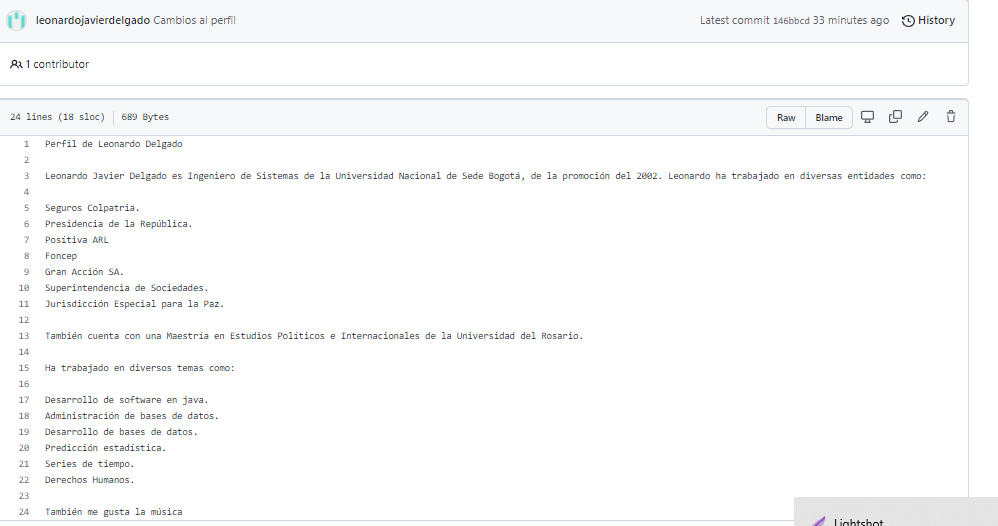 leonardojavierdelgado Cambios al perfil
Latest commit 146bbcd 33 minutes ago History
1 contributor
24 lines (18 sloc) 689 Bytes
Raw Blame
1 Perfil de Leonardo Delgado
2
3 Leonardo Javier Delgado es Ingeniero de Sistemas de la Universidad Nacional de Sede Bogotá, de la promoción del 2002. Leonardo ha trabajado en diversas entidades como:
4
5 Seguros Colpatria.
6 Presidencia de la República.
7 Positiva ARL
8 Foncep
9 Gran Acción SA.
10 Superintendencia de Sociedades.
11 Jurisdicción Especial para la Paz.
12
13 También cuenta con una Maestría en Estudios Políticos e Internacionales de la Universidad del Rosario.
14
15 Ha trabajado en diversos temas como:
16
17 Desarrollo de software en java.
18 Administración de bases de datos.
19 Desarrollo de bases de datos.
20 Predicción estadística.
21 Series de tiempo.
22 Derechos Humanos.
23
24 También me gusta la música
Lightshot